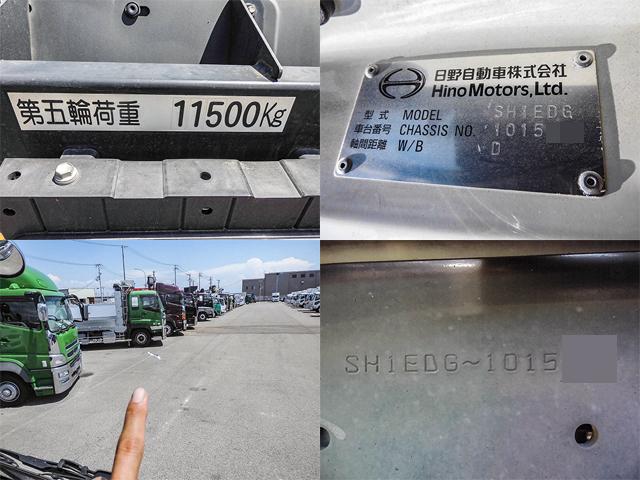 第五輪荷重 11500Kg
日野自動車株式会社
Hino Motors, Ltd.
型式 MODEL SH1EDG
車台番号 CHASSIS NO. 1015
軸間距離 W/B D
SH1EDG~1015